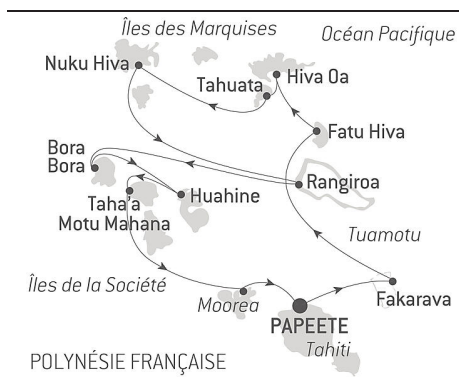 Îles des Marquises
Océan Pacifique
Nuku Hiva
Hiva Oa
Tahuata
Fatu Hiva
Bora
Bora
Rangiroa
Huahine
Taha'a
Motu Mahana
Tuamotu
Îles de la Société
Moorea
Fakarava
PAPEETE
Tahiti
POLYNÉSIE FRANÇAISE